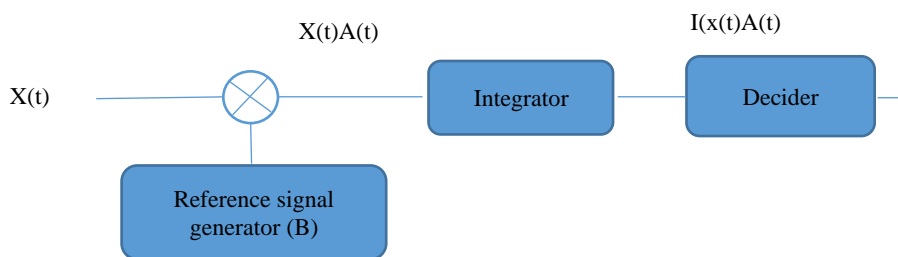 X(t)A(t)
I(x(t)A(t)
X(t)
Integrator
Decider
Reference signal
generator (B)